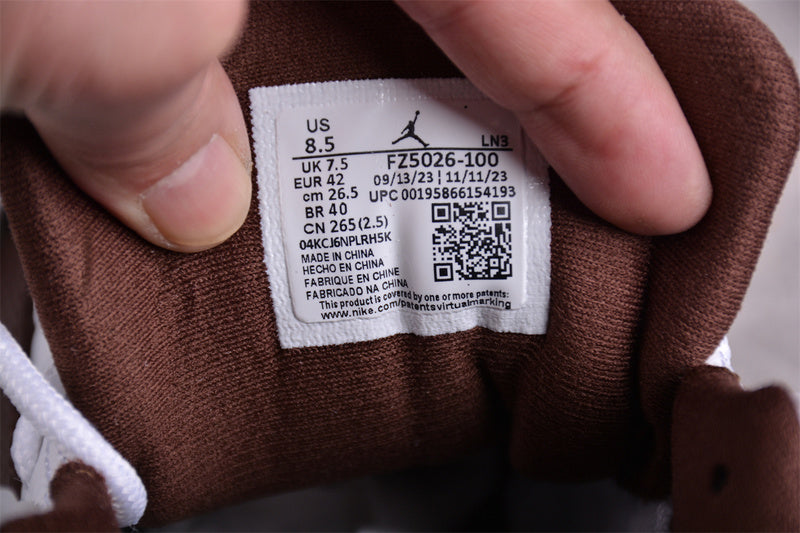 US
8.5
LN3
UK 7.5
FZ5026-100
EUR 42
09/13/23 | 11/11/23
cm 26.5
UPC 00195866154193
BR 40
CN 265 (2.5)
04KCJ6NPLRH5K
MADE IN CHINA
HECHO EN CHINA
FABRIQUE EN CHINE
FABRICADO NA CHINA
This product is covered by one or more patents:
www.nike.com/patentsvirtualmarking